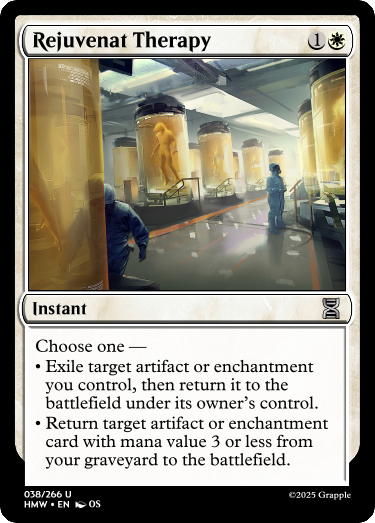 Rejuvenat Therapy 1
Instant
Choose one —
• Exile target artifact or enchantment
you control, then return it to the
battlefield under its owner's control.
• Return target artifact or enchantment
card with mana value 3 or less from
your graveyard to the battlefield.
038/266 U
HMW • EN OS
©2025 Grapple